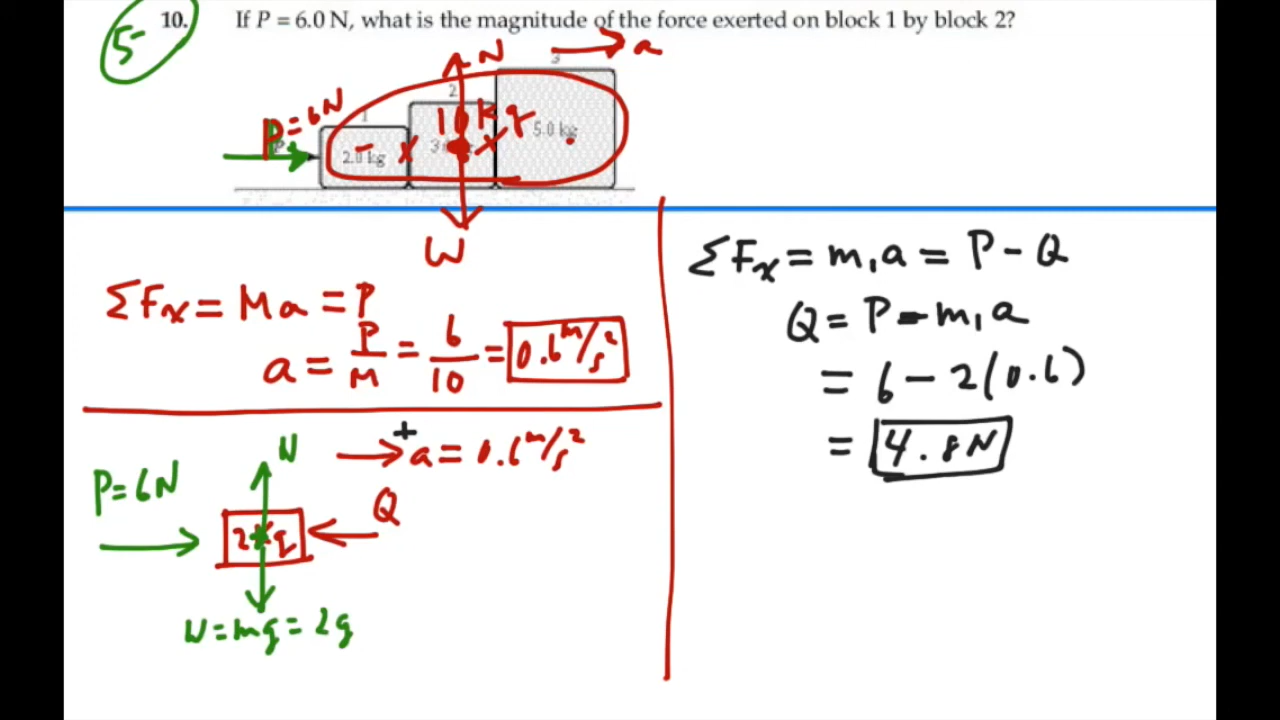 5-
10. If P = 6.0 N, what is the magnitude of the force exerted on block 1 by block 2?
N
3
a
2
P=6N
1
10kg
5.0 kg
2.0 kg
W
ΣFx = Ma = P
a = P/M = 6/10 = 0.6 m/s²
N
+
a = 0.6 m/s²
P=6N
Q
2kg
W=mg=2g
ΣFx = m₁a = P - Q
Q = P - m₁a
= 6 - 2(0.6)
= 4.8N